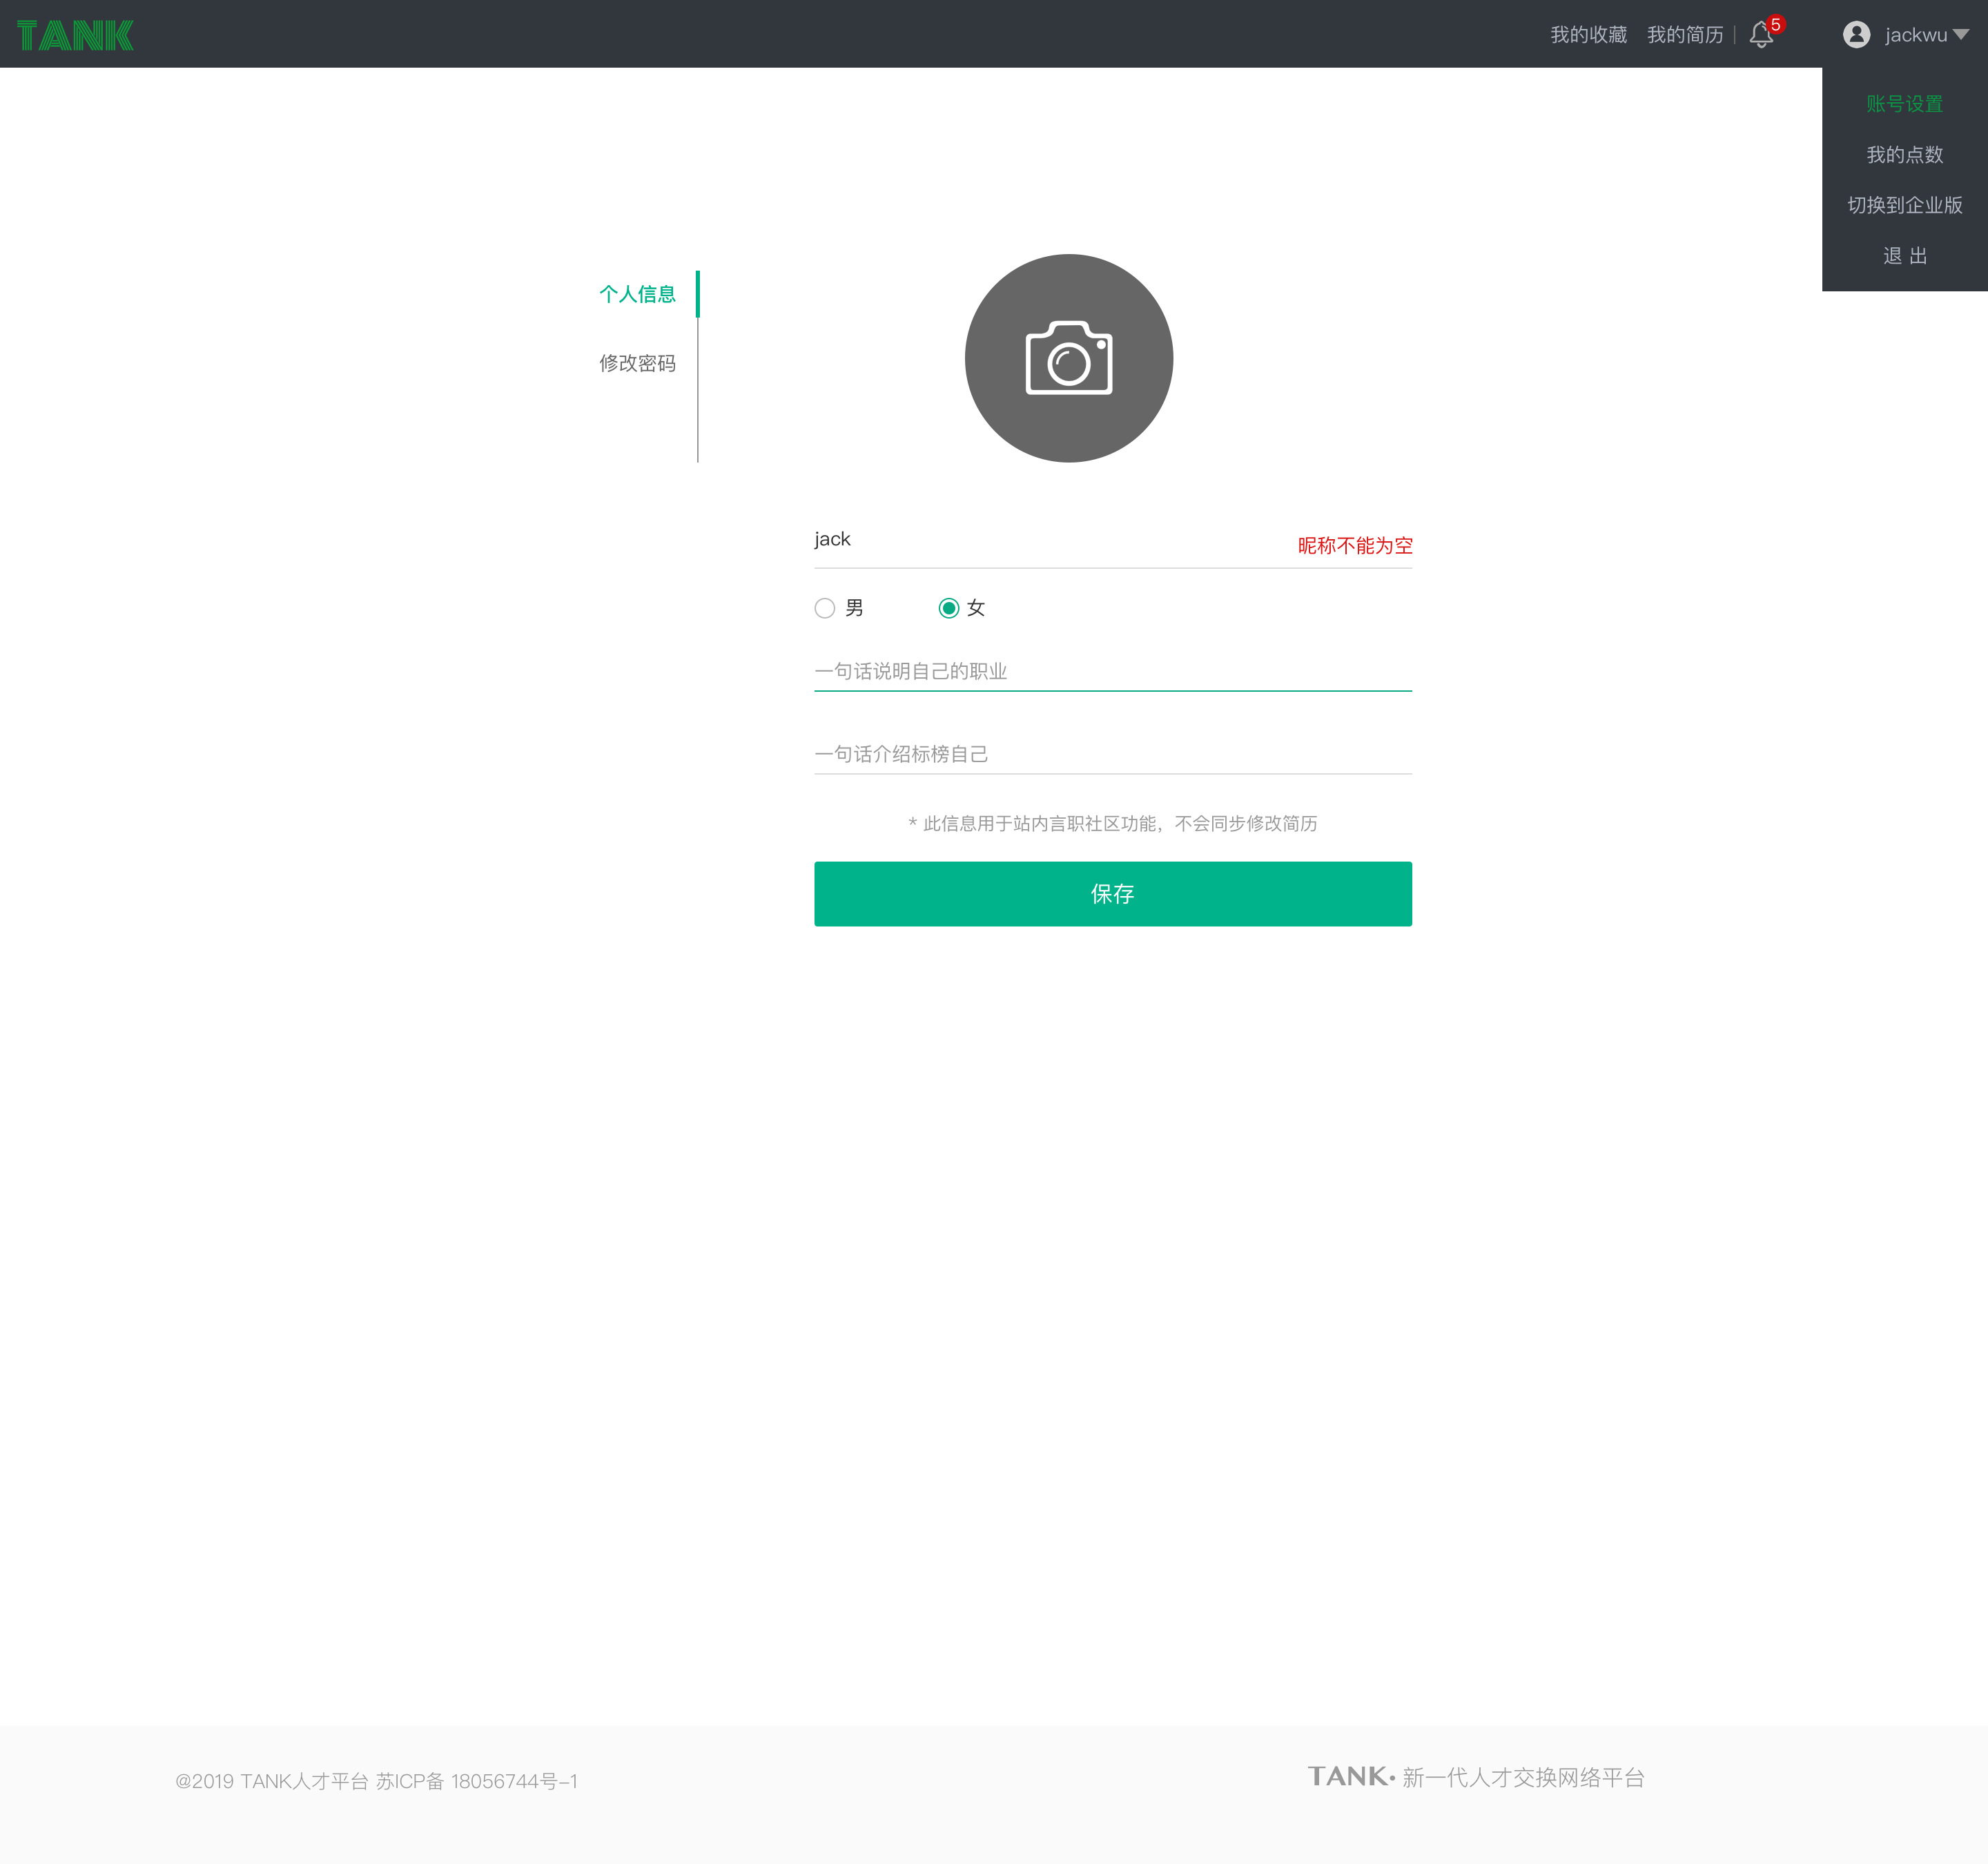 TANK
我的收藏 我的简历 5 jackwu
账号设置
我的点数
切换到企业版
退 出
个人信息
修改密码
jack
昵称不能为空
男 女
一句话说明自己的职业
一句话介绍标榜自己
* 此信息用于站内言职社区功能，不会同步修改简历
保存
@2019 TANK人才平台 苏ICP备 18056744号-1
TANK• 新一代人才交换网络平台